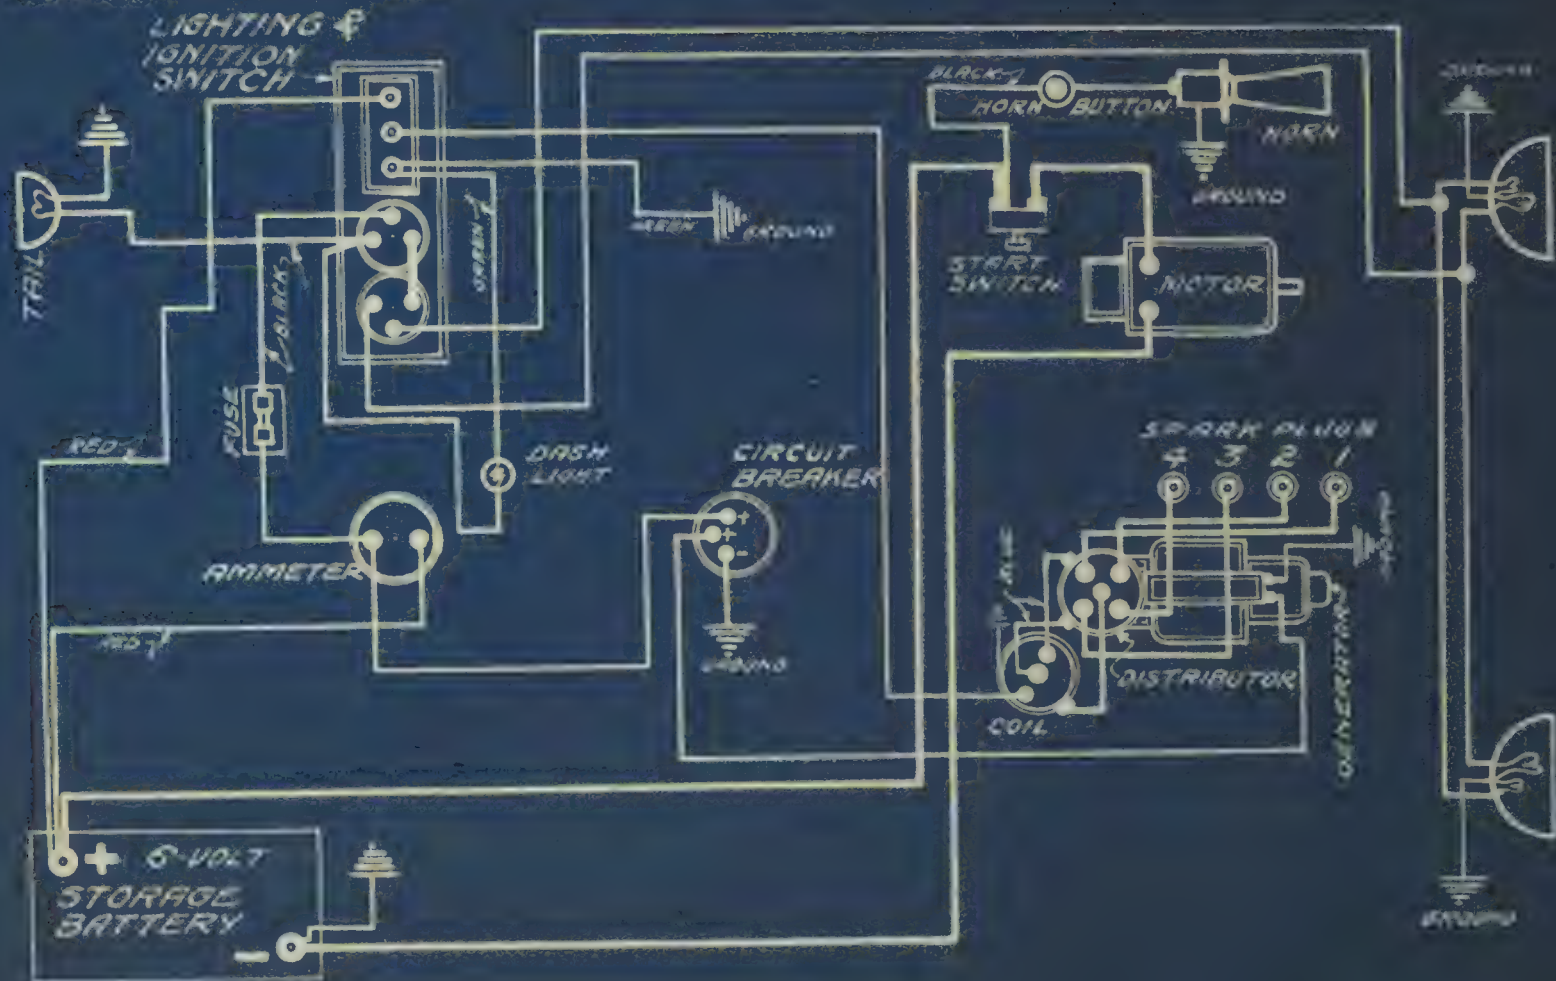 LIGHTING &
IGNITION
SWITCH
BLACK
HORN BUTTON
HORN
GROUND
GROUND
TAIL
BLACK
GREEN
GREEN
GROUND
START
SWITCH
MOTOR
FUSE
RED
DASH
LIGHT
CIRCUIT
BREAKER
SPARK PLUGS
4 3 2 1
AMMETER
+
+
-
BLUE
GROUND
RED
GROUND
DISTRIBUTOR
COIL
GENERATOR
+ 6-VOLT
STORAGE
BATTERY
-
GROUND